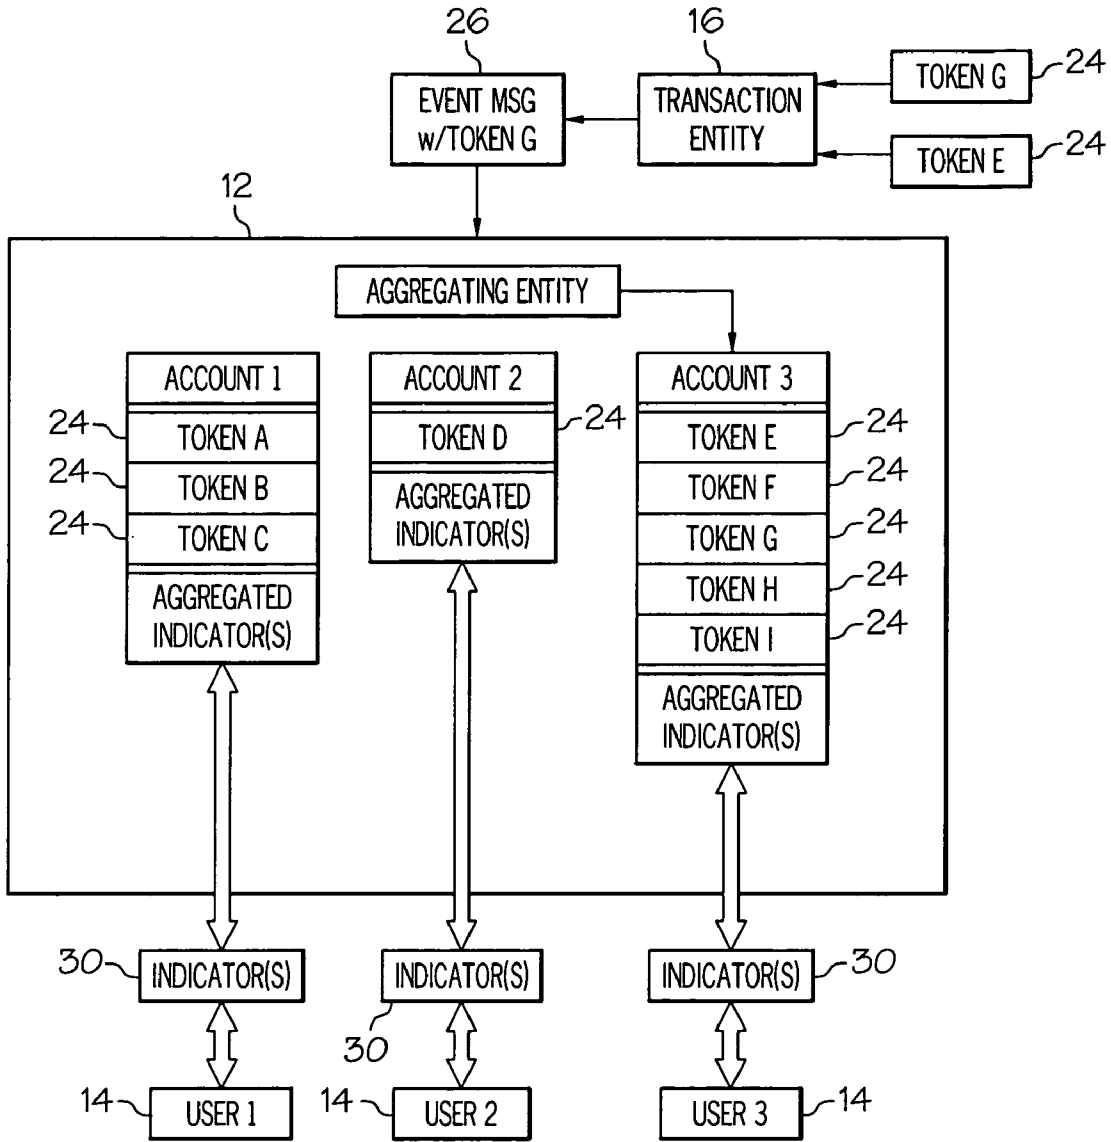 26
16
EVENT MSG
w/TOKEN G
TRANSACTION
ENTITY
TOKEN G
24
TOKEN E
24
12
AGGREGATING ENTITY
ACCOUNT 1
24
TOKEN A
24
TOKEN B
24
TOKEN C
AGGREGATED
INDICATOR(S)
ACCOUNT 2
TOKEN D
24
AGGREGATED
INDICATOR(S)
ACCOUNT 3
TOKEN E
24
TOKEN F
24
TOKEN G
24
TOKEN H
24
TOKEN I
24
AGGREGATED
INDICATOR(S)
30
INDICATOR(S)
INDICATOR(S)
30
INDICATOR(S)
30
14
USER 1
14
USER 2
USER 3
14